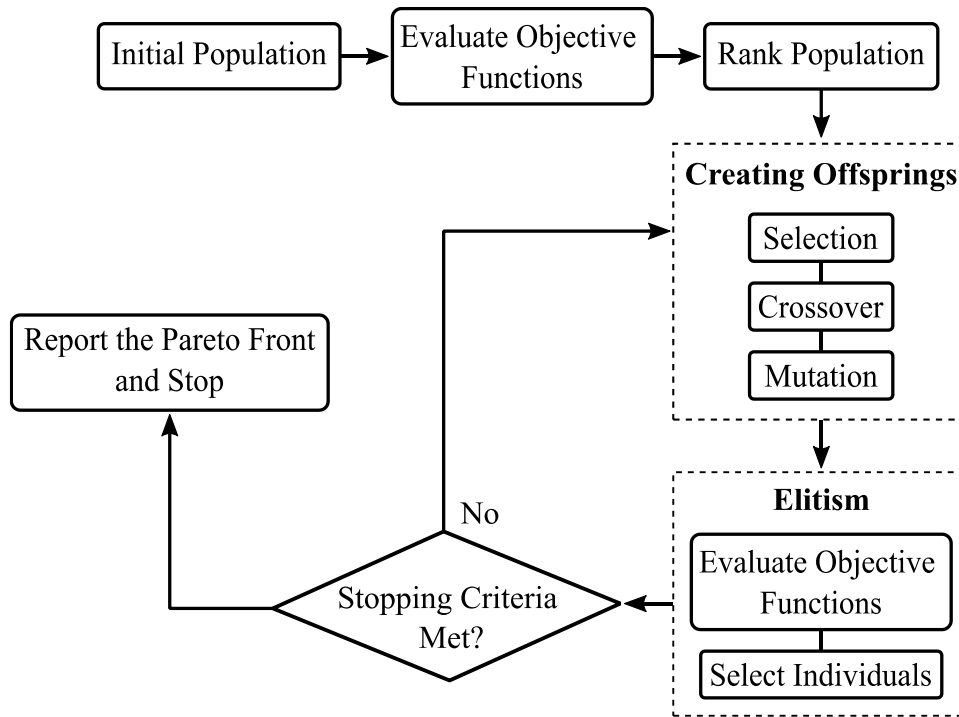 Initial Population
Evaluate Objective
Functions
Rank Population
Creating Offsprings
Selection
Crossover
Mutation
Report the Pareto Front
and Stop
No
Elitism
Evaluate Objective
Functions
Select Individuals
Stopping Criteria
Met?